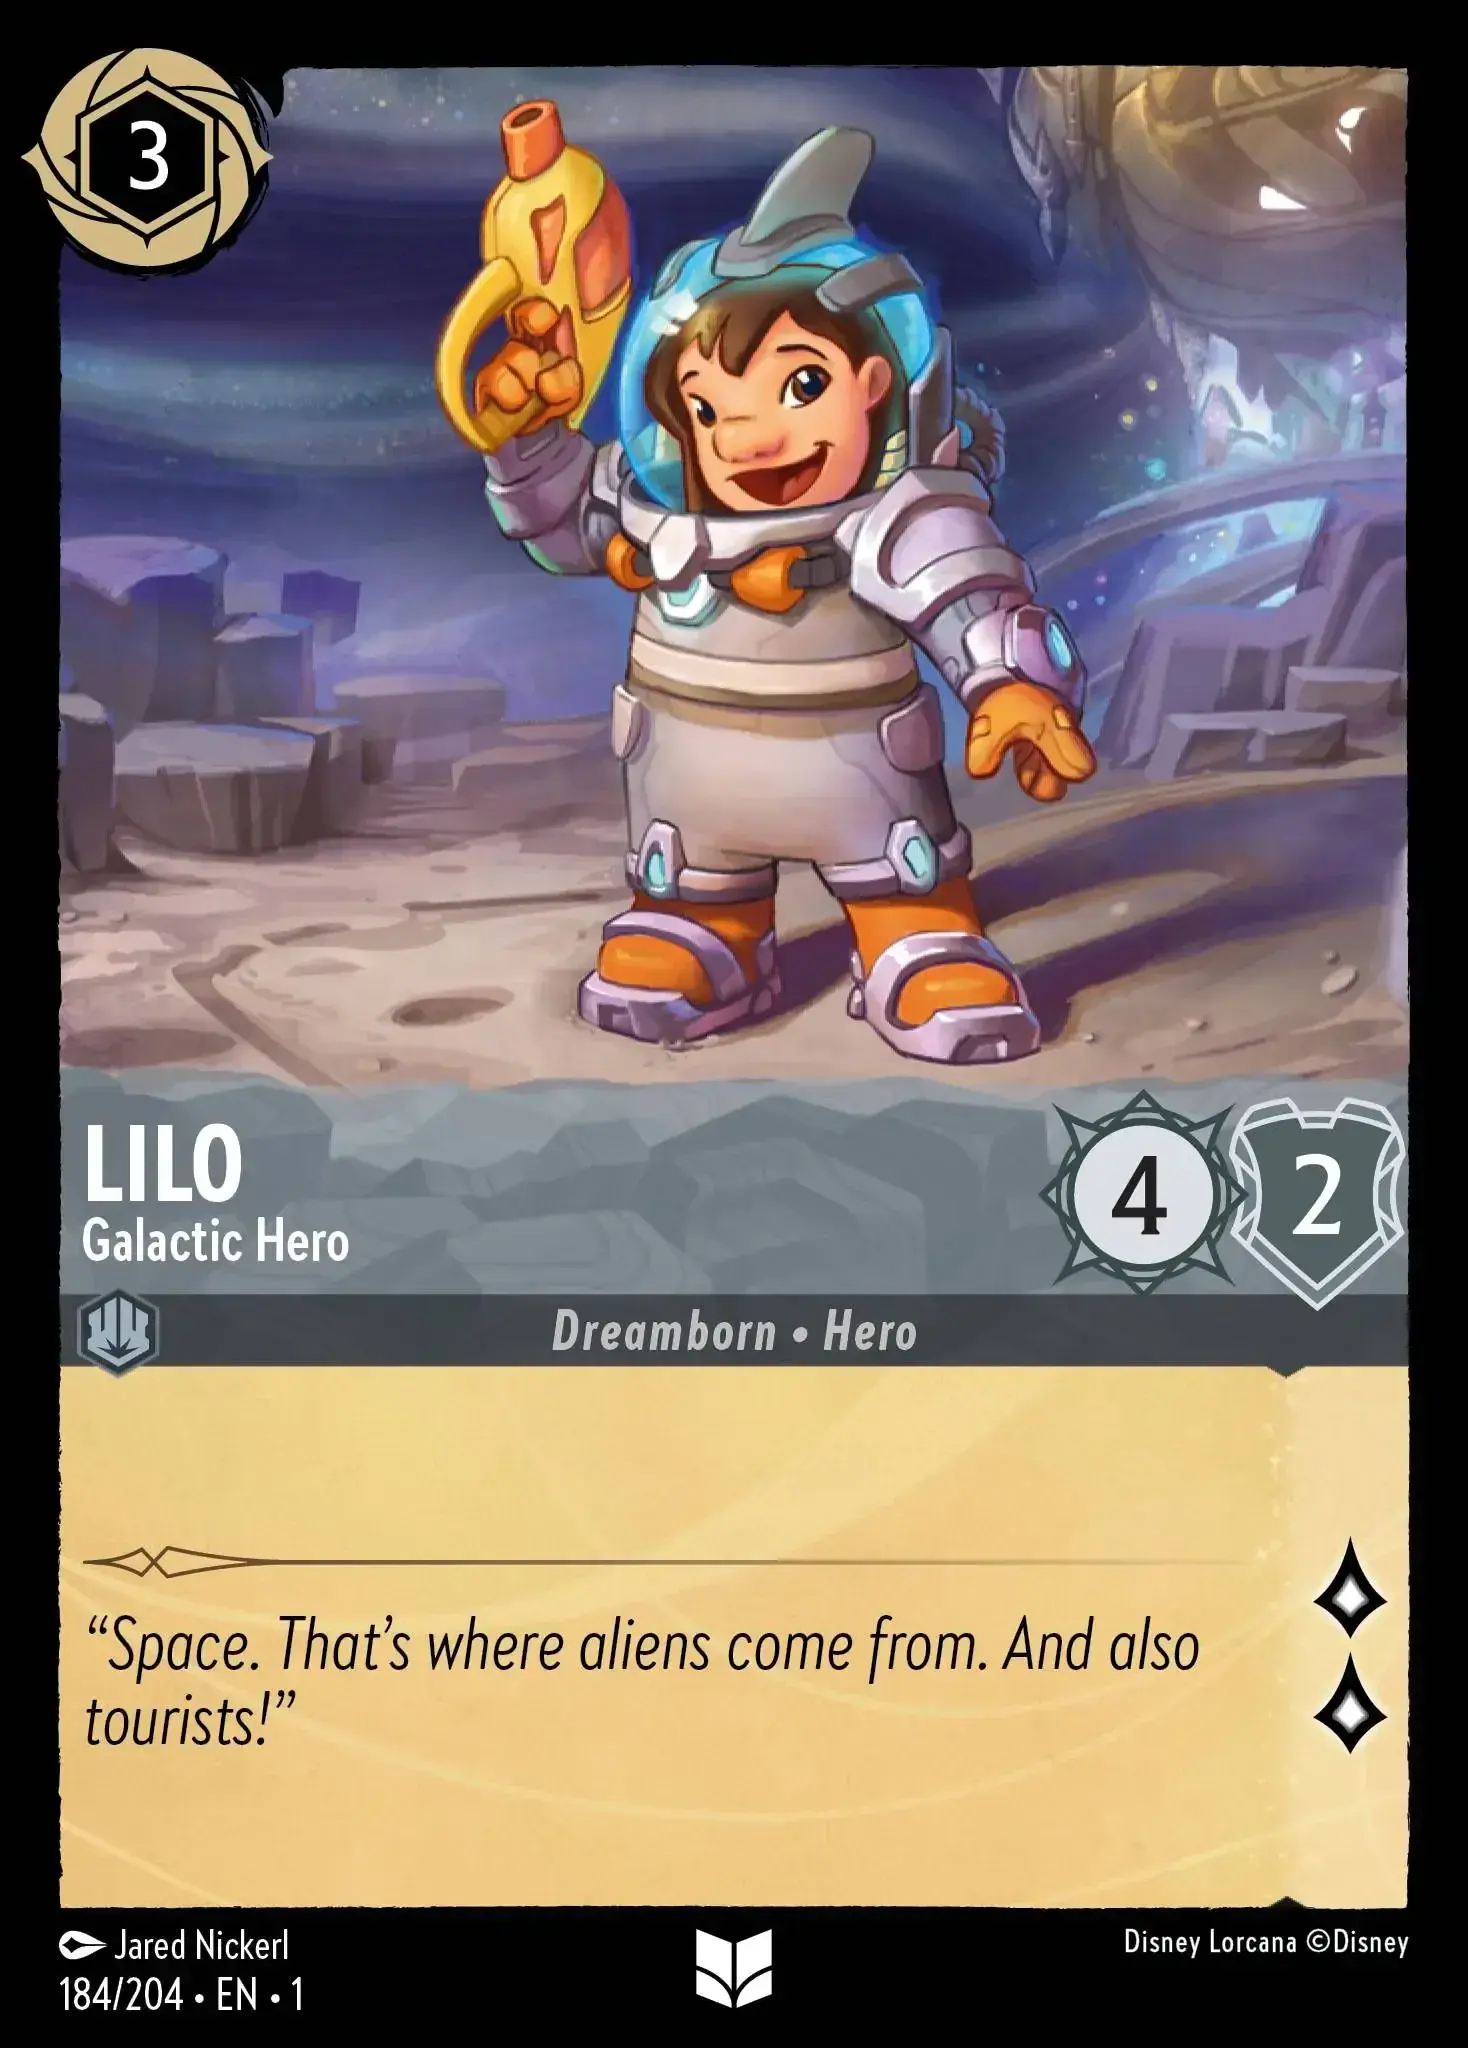 3
LILO
Galactic Hero
4
2
Dreamborn • Hero
“Space. That’s where aliens come from. And also
tourists!”
Jared Nickerl
184/204 • EN • 1
Disney Lorcana ©Disney